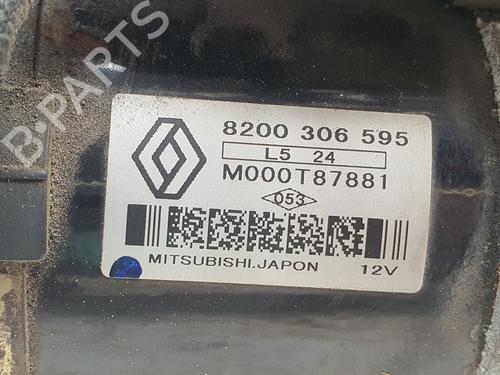 B-PARTS
8200 306 595
L5 24
M000T87881
053
MITSUBISHI.JAPON 12V